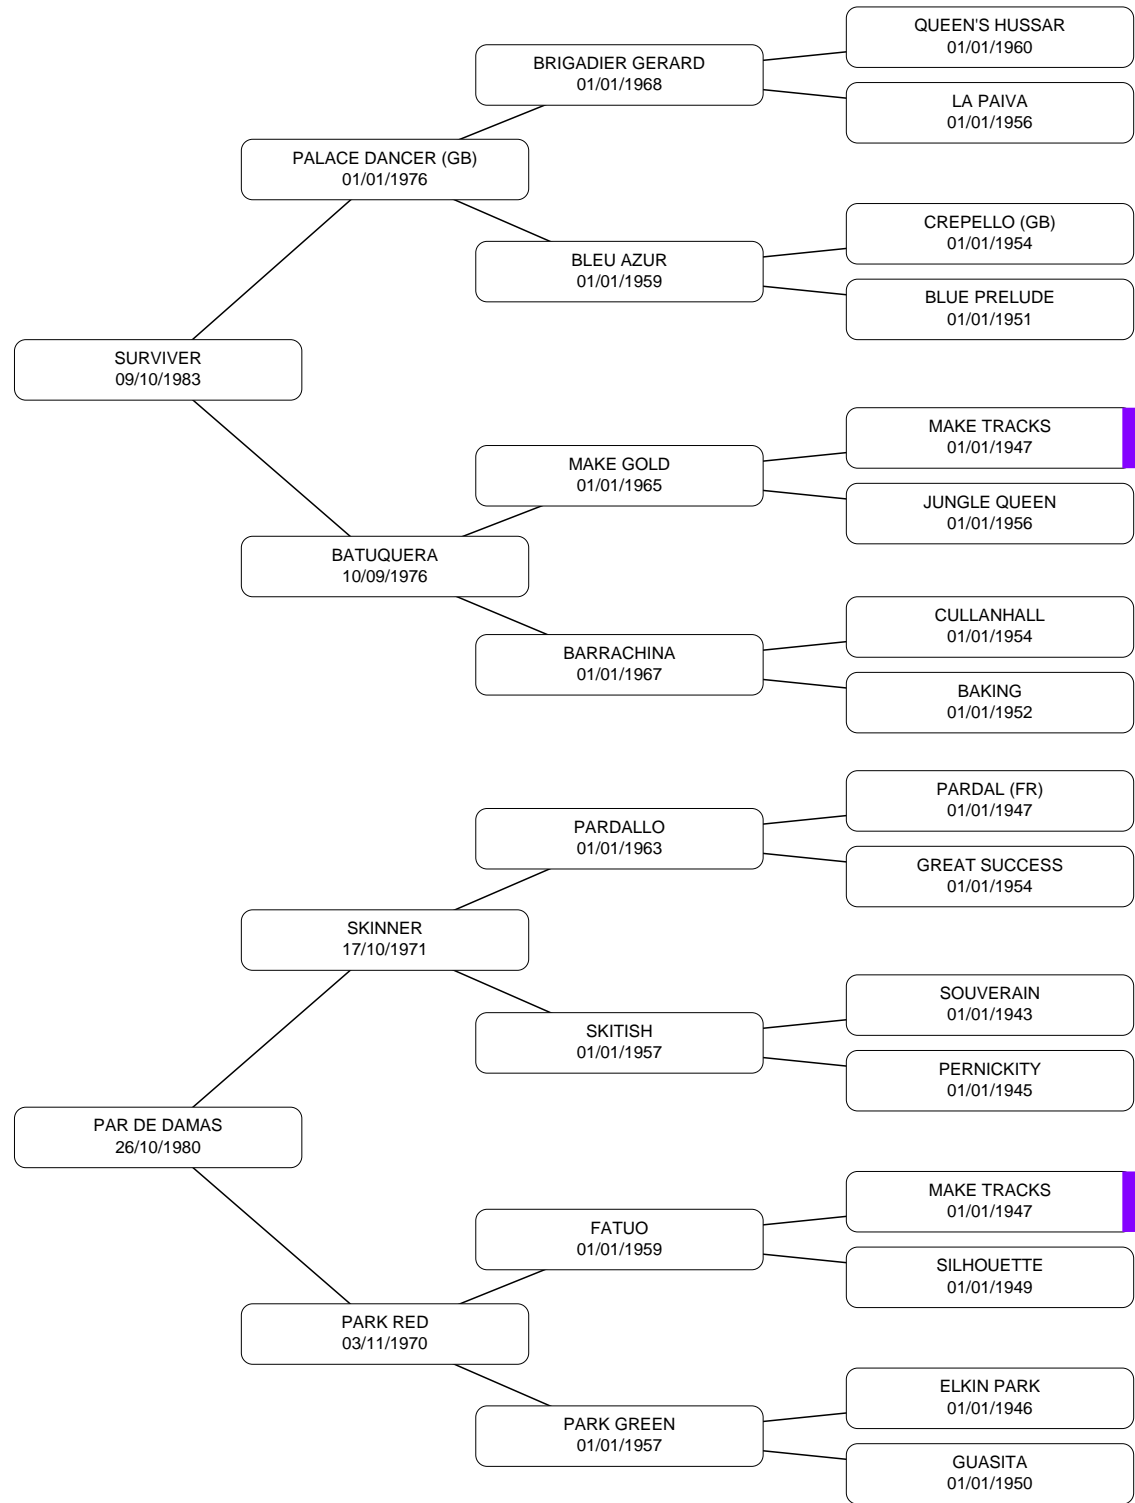 QUEEN'S HUSSAR
01/01/1960
BRIGADIER GERARD
01/01/1968
LA PAIVA
01/01/1956
PALACE DANCER (GB)
01/01/1976
CREPELLO (GB)
01/01/1954
BLEU AZUR
01/01/1959
BLUE PRELUDE
01/01/1951
SURVIVER
09/10/1983
MAKE TRACKS
01/01/1947
MAKE GOLD
01/01/1965
JUNGLE QUEEN
01/01/1956
BATUQUERA
10/09/1976
CULLANHALL
01/01/1954
BARRACHINA
01/01/1967
BAKING
01/01/1952
PARDAL (FR)
01/01/1947
PARDALLO
01/01/1963
GREAT SUCCESS
01/01/1954
SKINNER
17/10/1971
SOUVERAIN
01/01/1943
SKITISH
01/01/1957
PERNICKITY
01/01/1945
PAR DE DAMAS
26/10/1980
MAKE TRACKS
01/01/1947
FATUO
01/01/1959
SILHOUETTE
01/01/1949
PARK RED
03/11/1970
ELKIN PARK
01/01/1946
PARK GREEN
01/01/1957
GUASITA
01/01/1950